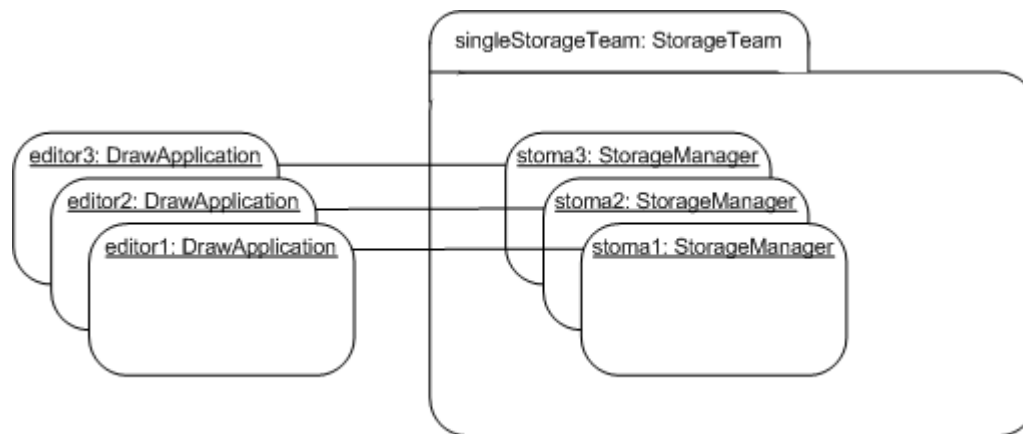 singleStorageTeam: StorageTeam
editor3: DrawApplication
stoma3: StorageManager
editor2: DrawApplication
stoma2: StorageManager
editor1: DrawApplication
stoma1: StorageManager